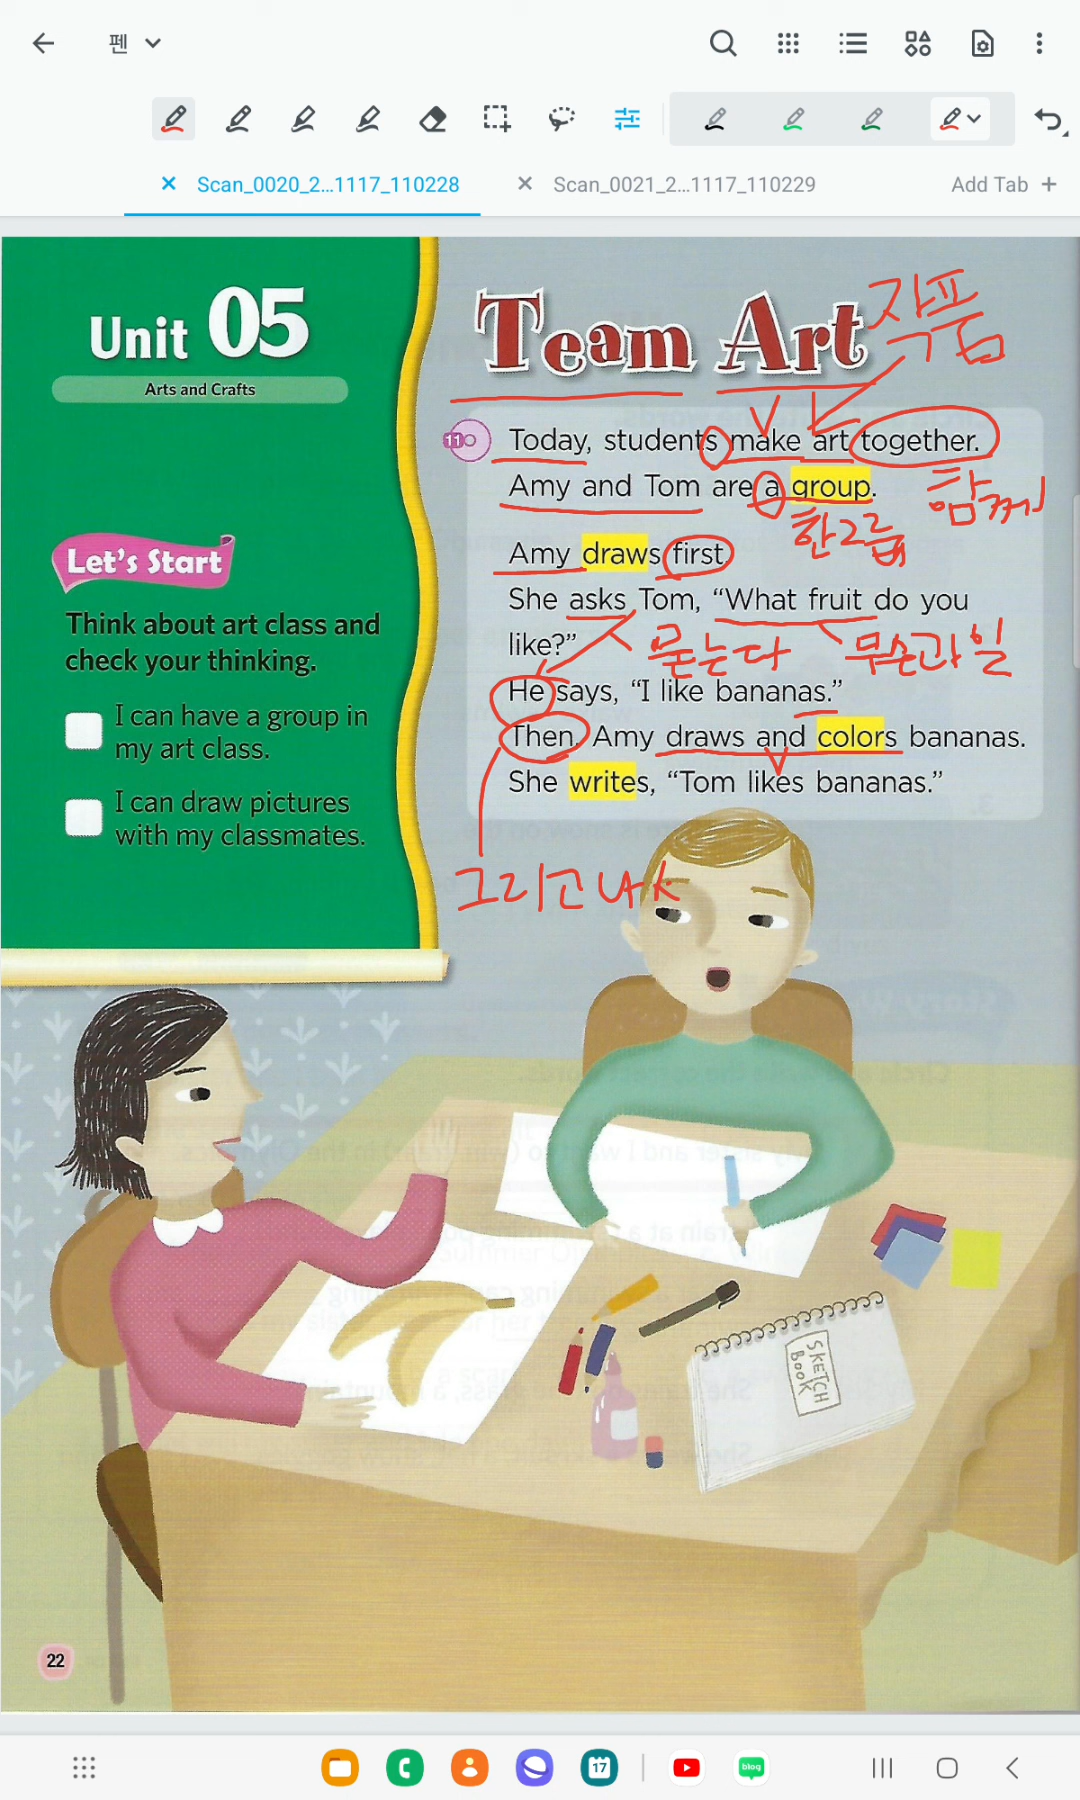 펜
Scan_0020_2...1117_110228
Scan_0021_2...1117_110229
Add Tab
Unit 05
Arts and Crafts
Team Art
작품
11
Today, students make art together.
V
Amy and Tom are a group.
함께
한그룹
Let's Start
Think about art class and
check your thinking.
I can have a group in
my art class.
I can draw pictures
with my classmates.
Amy draws first.
She asks Tom, “What fruit do you
like?”
묻는다
무슨과일
He says, “I like bananas.”
Then, Amy draws and colors bananas.
V
She writes, “Tom likes bananas.”
그리고 나서
SKETCH
BOOK
22
17
blog